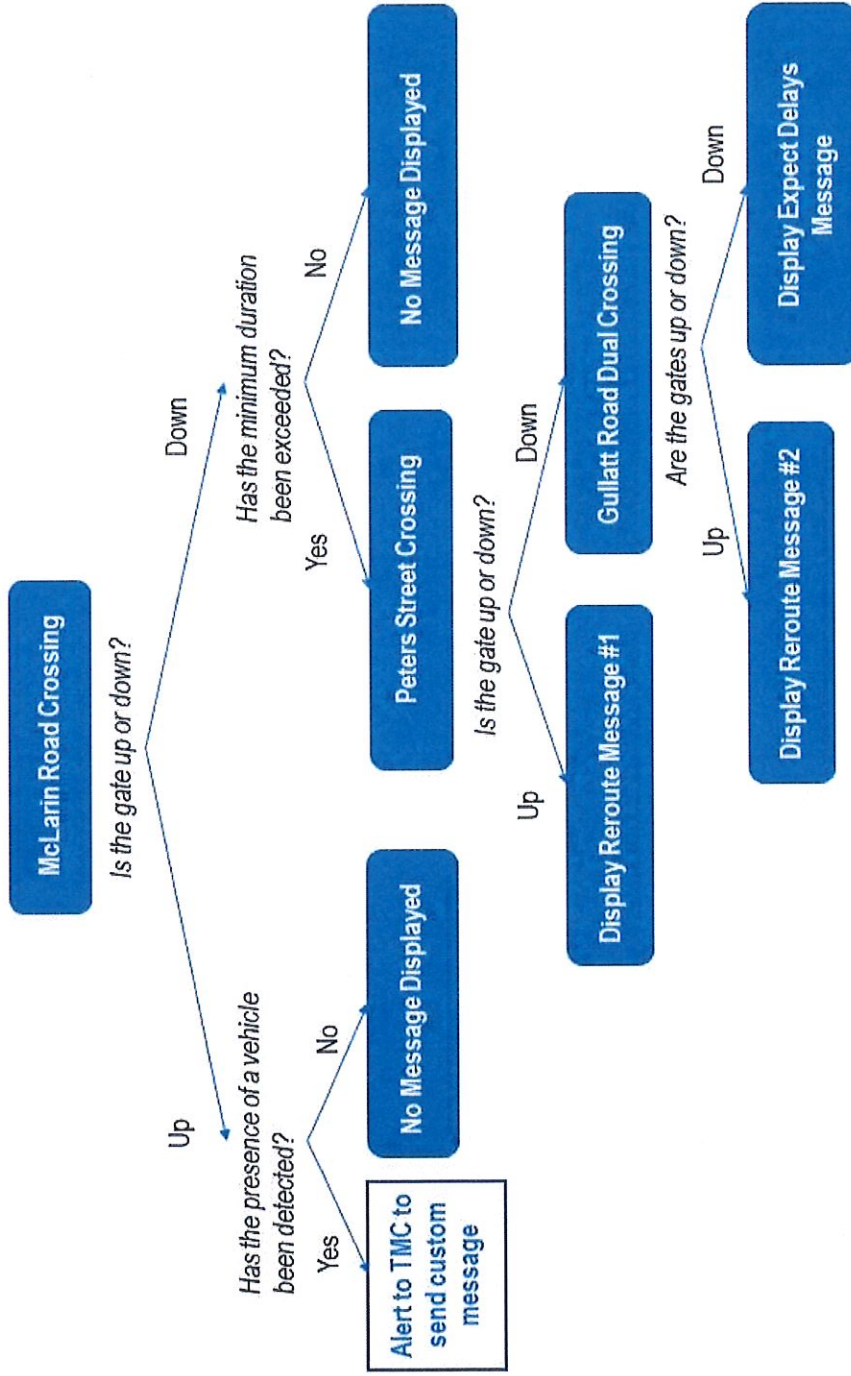 McLarin Road Crossing
Is the gate up or down?
Up
Down
Has the presence of a vehicle
been detected?
Has the minimum duration
been exceeded?
Yes
No
Yes
No
Alert to TMC to
send custom
message
No Message Displayed
Peters Street Crossing
No Message Displayed
Is the gate up or down?
Up
Down
Display Reroute Message #1
Gullatt Road Dual Crossing
Are the gates up or down?
Up
Down
Display Reroute Message #2
Display Expect Delays
Message